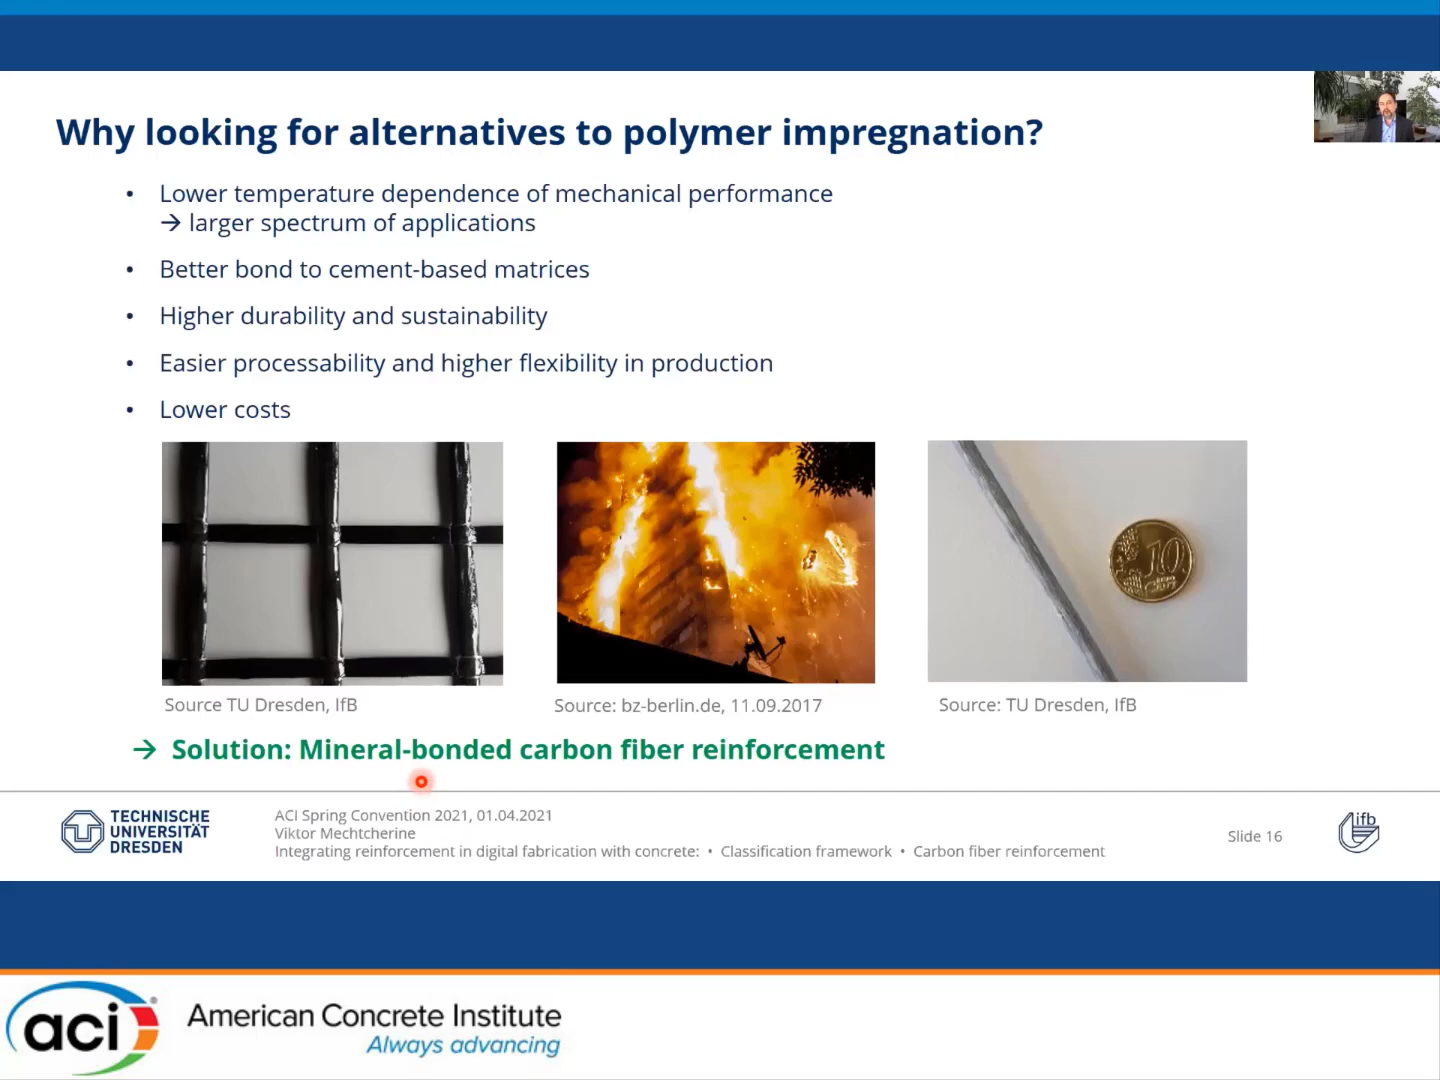 Why looking for alternatives to polymer impregnation?
• Lower temperature dependence of mechanical performance
→ larger spectrum of applications
• Better bond to cement-based matrices
• Higher durability and sustainability
• Easier processability and higher flexibility in production
• Lower costs
10
Source TU Dresden, IfB
Source: bz-berlin.de, 11.09.2017
Source: TU Dresden, IfB
→ Solution: Mineral-bonded carbon fiber reinforcement
TECHNISCHE
UNIVERSITÄT
DRESDEN
ACI Spring Convention 2021, 01.04.2021
Viktor Mechtcherine
Integrating reinforcement in digital fabrication with concrete: • Classification framework • Carbon fiber reinforcement
Slide 16
ifb
aci
American Concrete Institute
Always advancing